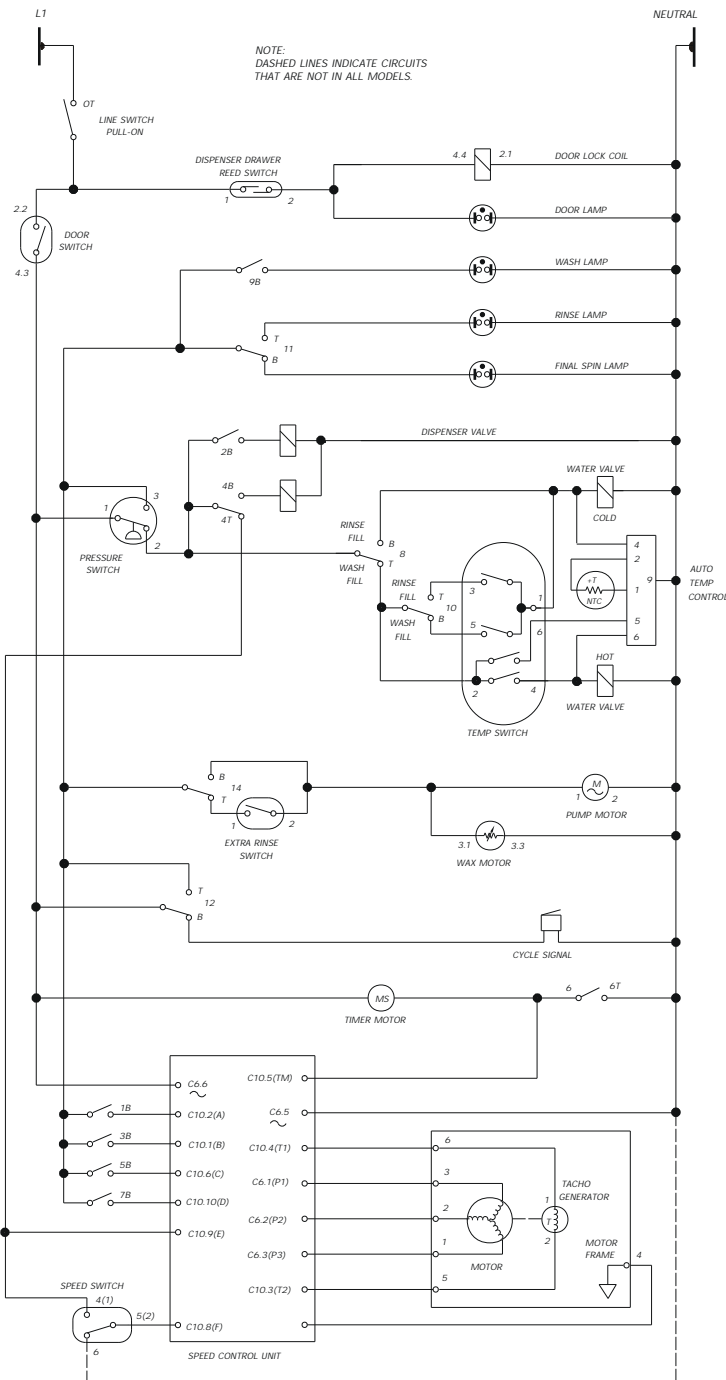 L1
NEUTRAL
NOTE:
DASHED LINES INDICATE CIRCUITS
THAT ARE NOT IN ALL MODELS.
OT
LINE SWITCH
PULL-ON
DISPENSER DRAWER
REED SWITCH
1
2
4.4
2.1
DOOR LOCK COIL
2.2
DOOR
SWITCH
4.3
DOOR LAMP
9B
WASH LAMP
T
11
B
RINSE LAMP
FINAL SPIN LAMP
2B
DISPENSER VALVE
4B
4T
1
3
2
PRESSURE
SWITCH
RINSE
FILL
B
8
T
WASH
FILL
RINSE
FILL
T
10
B
WASH
FILL
3
1
5
6
2
4
TEMP SWITCH
WATER VALVE
COLD
4
2
+T
NTC
1
9
5
6
AUTO
TEMP
CONTROL
HOT
WATER VALVE
B
14
T
1
2
EXTRA RINSE
SWITCH
M
1
2
PUMP MOTOR
3.1
3.3
WAX MOTOR
T
12
B
CYCLE SIGNAL
MS
TIMER MOTOR
6
6T
C6.6
1B
C10.2(A)
3B
C10.1(B)
5B
C10.6(C)
7B
C10.10(D)
C10.9(E)
SPEED SWITCH
4(1)
5(2)
6
C10.8(F)
C10.5(TM)
C6.5
C10.4(T1)
C6.1(P1)
C6.2(P2)
C6.3(P3)
C10.3(T2)
SPEED CONTROL UNIT
6
3
2
1
5
MOTOR
1
T
2
TACHO
GENERATOR
MOTOR
FRAME
4